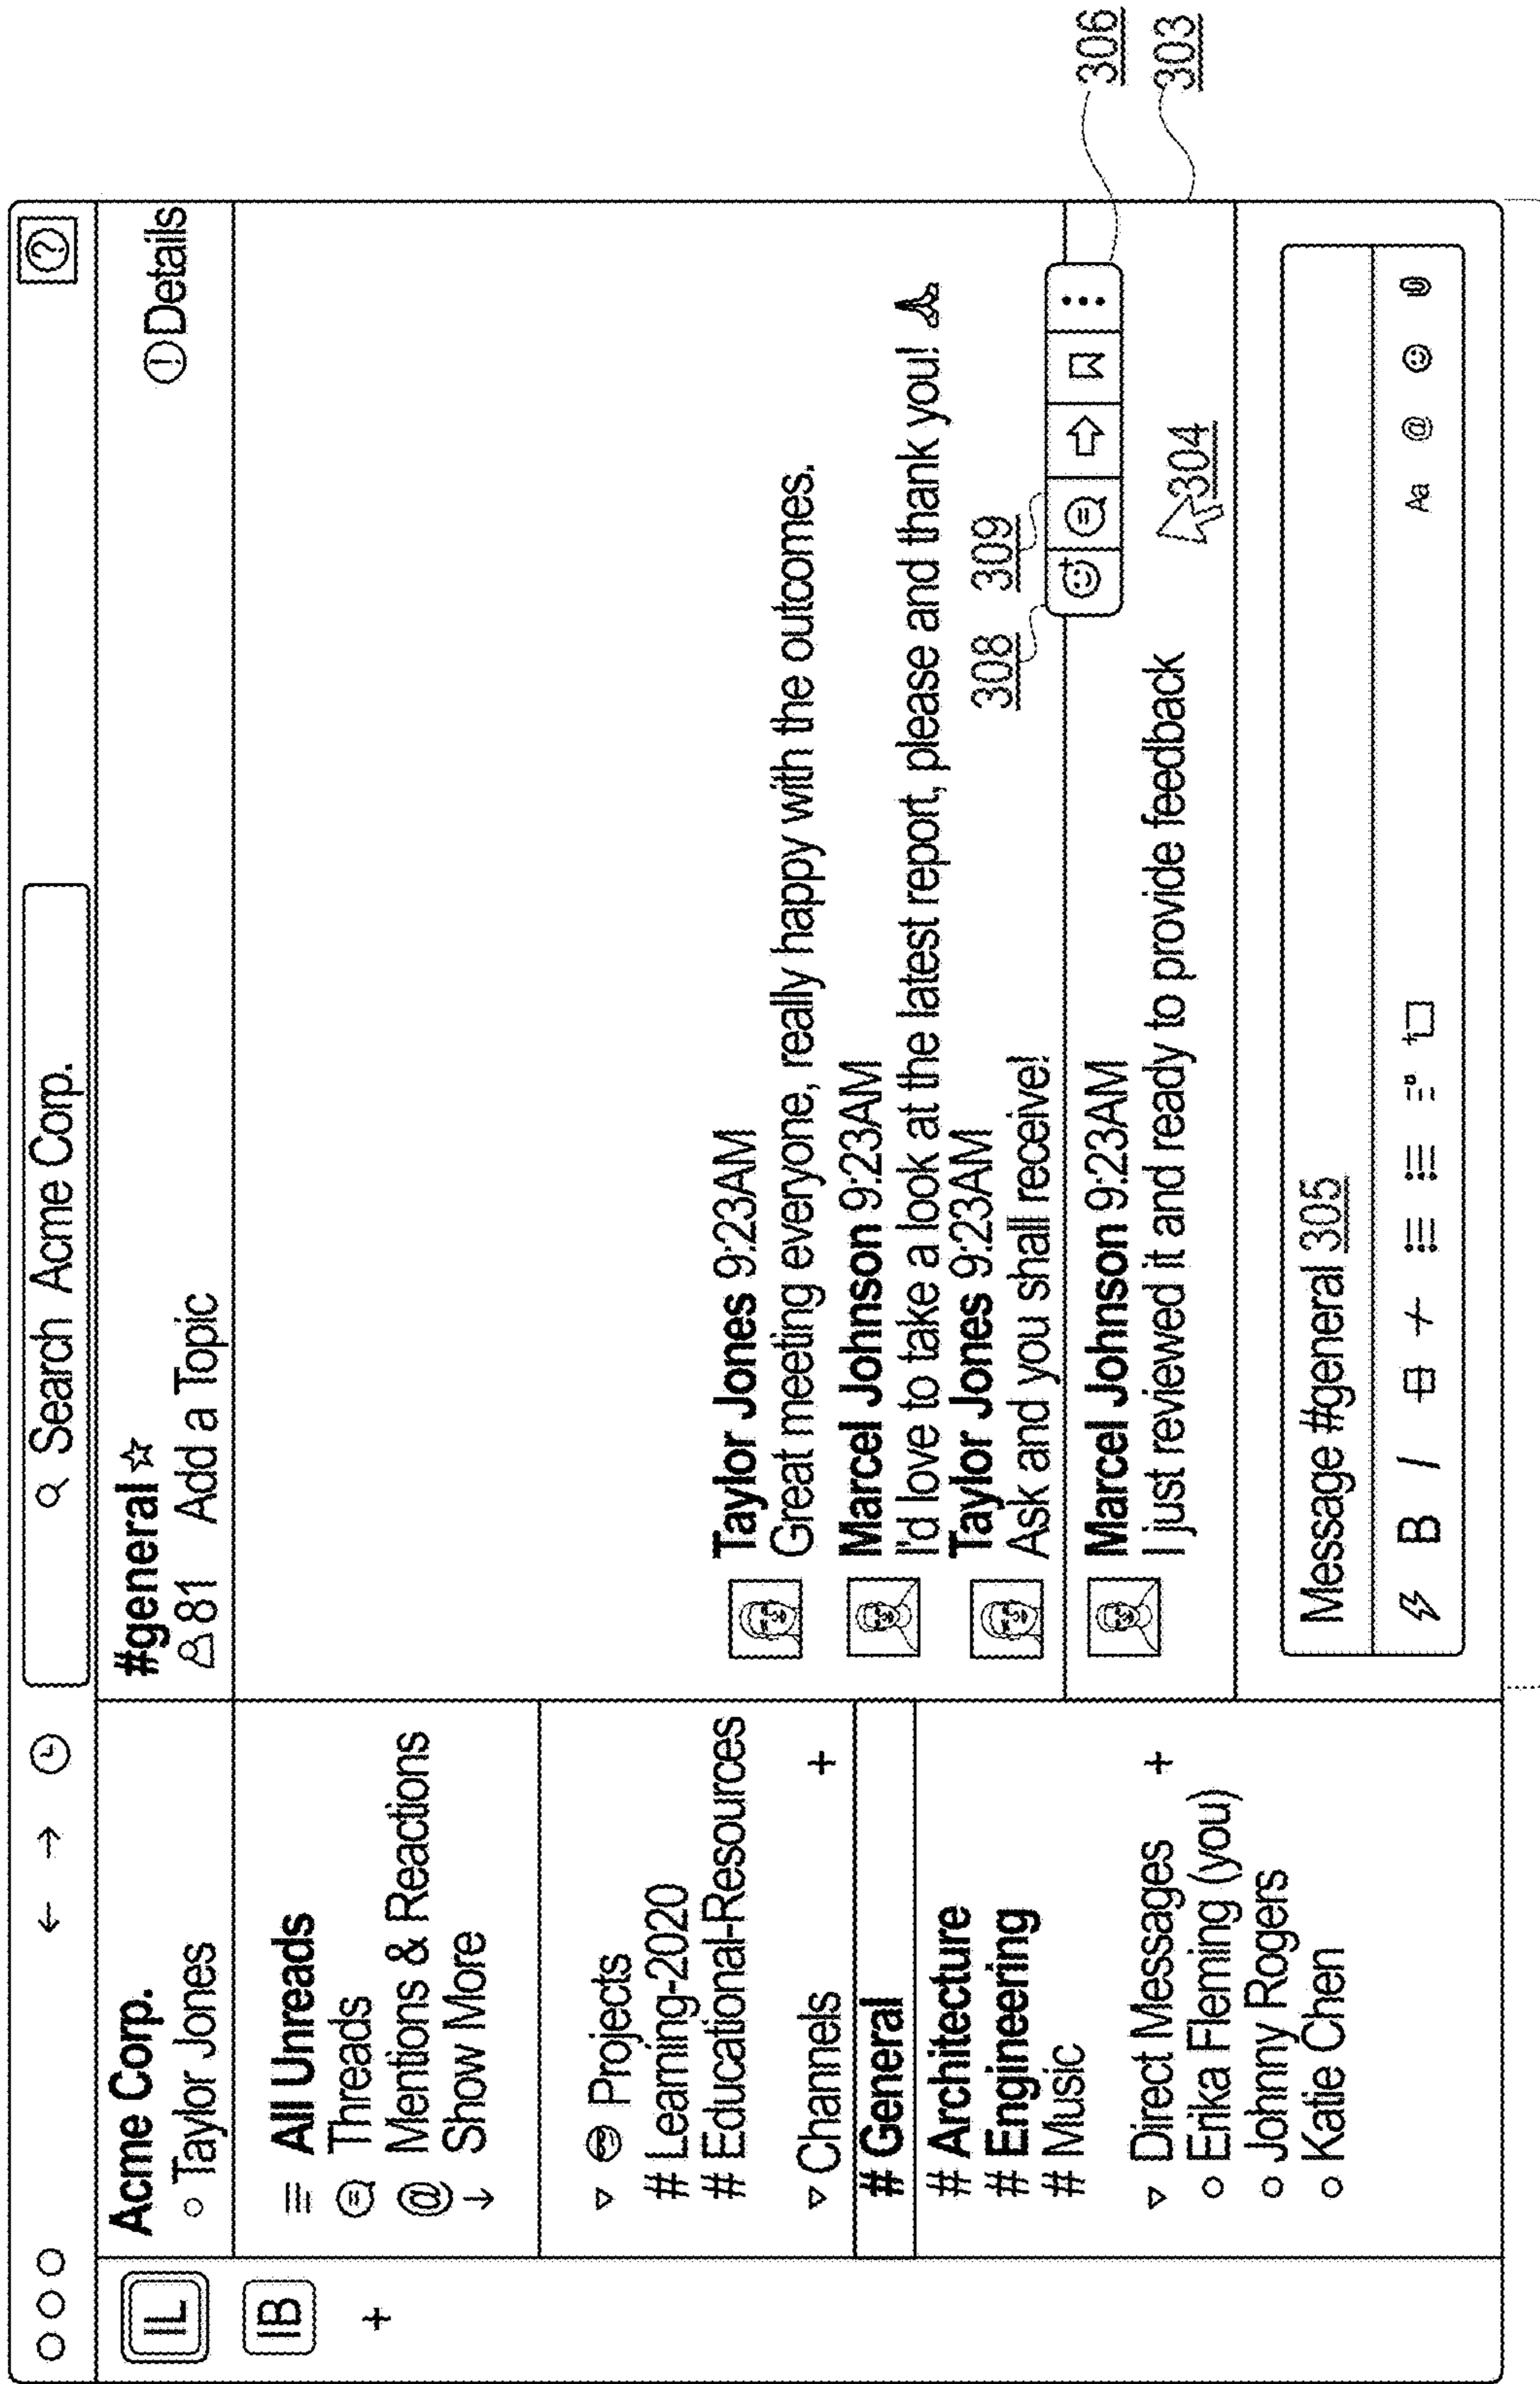 Search Acme Corp.
?
IL
IB
+
Acme Corp.
Taylor Jones
All Unreads
Threads
@ Mentions & Reactions
Show More
Projects
# Learning-2020
# Educational-Resources
Channels +
# General
# Architecture
# Engineering
# Music
Direct Messages +
Erika Fleming (you)
Johnny Rogers
Katie Chen
#general
81 Add a Topic
Details
Taylor Jones 9:23AM
Great meeting everyone, really happy with the outcomes.
Marcel Johnson 9:23AM
I'd love to take a look at the latest report, please and thank you!
Taylor Jones 9:23AM
Ask and you shall receive!
308 309
306
Marcel Johnson 9:23AM
I just reviewed it and ready to provide feedback
304
303
Message #general 305
B I Aa @